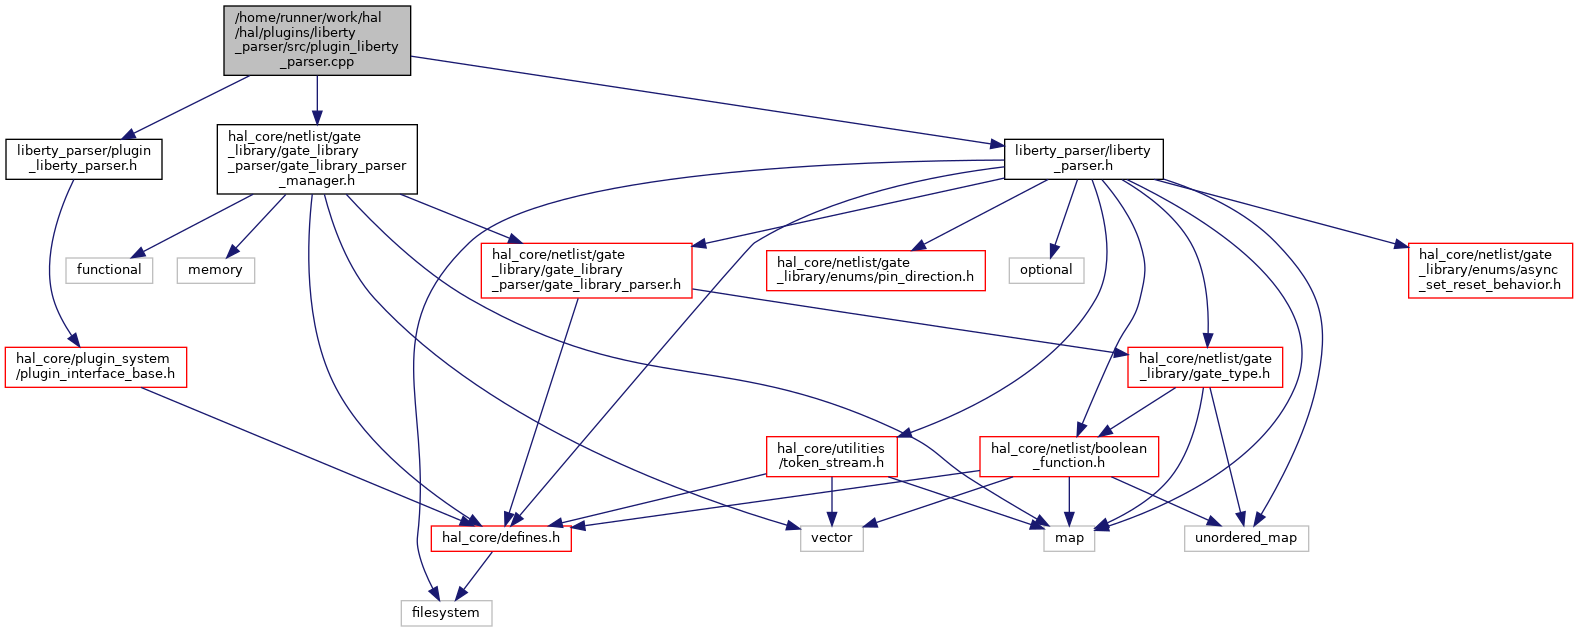 /home/runner/work/hal
/hal/plugins/liberty
_parser/src/plugin_liberty
_parser.cpp
liberty_parser/plugin
_liberty_parser.h
hal_core/netlist/gate
_library/gate_library
_parser/gate_library_parser
_manager.h
liberty_parser/liberty
_parser.h
functional
memory
hal_core/netlist/gate
_library/gate_library
_parser/gate_library_parser.h
hal_core/netlist/gate
_library/enums/pin_direction.h
optional
hal_core/netlist/gate
_library/enums/async
_set_reset_behavior.h
hal_core/plugin_system
/plugin_interface_base.h
hal_core/netlist/gate
_library/gate_type.h
hal_core/utilities
/token_stream.h
hal_core/netlist/boolean
_function.h
hal_core/defines.h
vector
map
unordered_map
filesystem